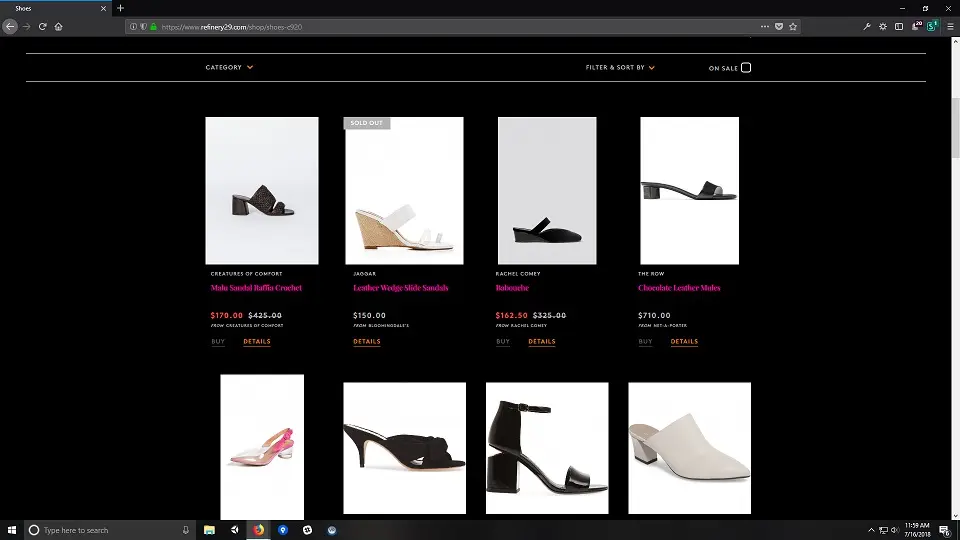 Shoes
https://www.refinery29.com/shop/shoes-c920
20
1
CATEGORY
FILTER & SORT BY
ON SALE
SOLD OUT
CREATURES OF COMFORT
JAGGAR
RACHEL COMEY
THE ROW
Malu Sandal Raffia Crochet
Leather Wedge Slide Sandals
Babouche
Chocolate Leather Mules
$170.00 $425.00
$150.00
$162.50 $325.00
$710.00
FROM CREATURES OF COMFORT
FROM BLOOMINGDALE'S
FROM RACHEL COMEY
FROM NET-A-PORTER
BUY DETAILS
DETAILS
BUY DETAILS
BUY DETAILS
Type here to search
11:59 AM
7/16/2018